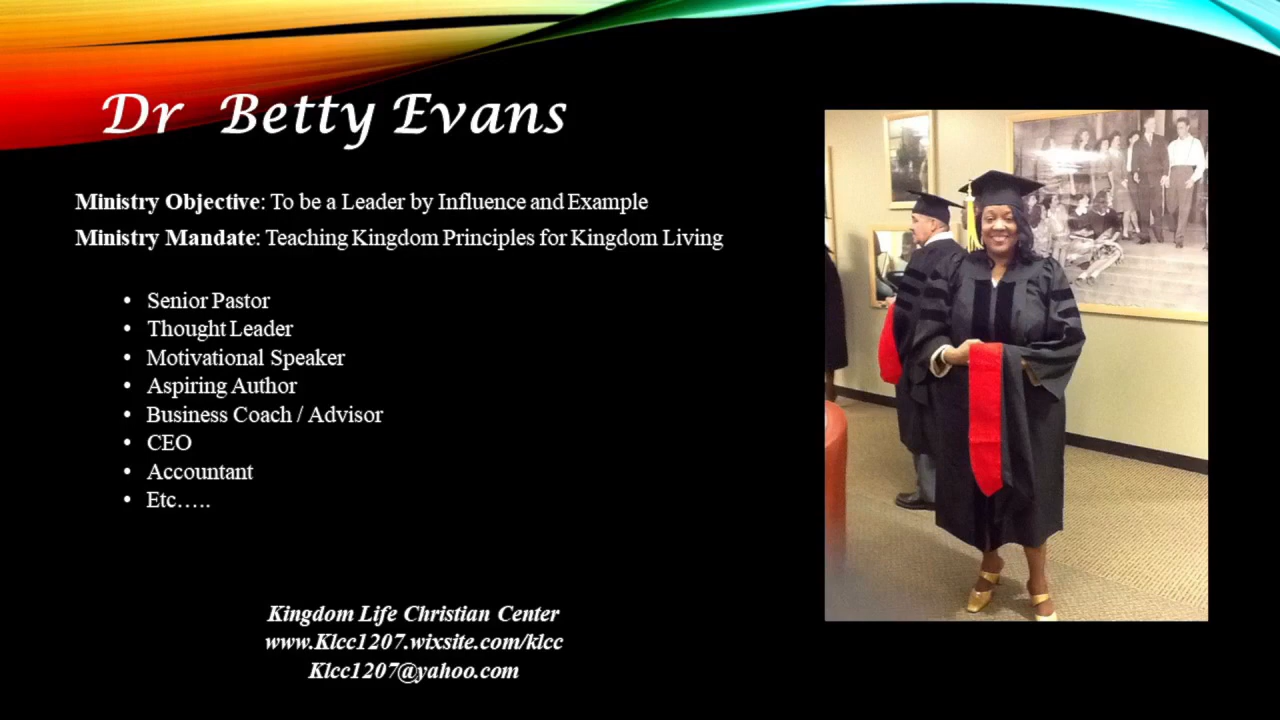 Dr Betty Evans
Ministry Objective: To be a Leader by Influence and Example
Ministry Mandate: Teaching Kingdom Principles for Kingdom Living
• Senior Pastor
• Thought Leader
• Motivational Speaker
• Aspiring Author
• Business Coach / Advisor
• CEO
• Accountant
• Etc…..
Kingdom Life Christian Center
www.Klcc1207.wixsite.com/klcc
Klcc1207@yahoo.com